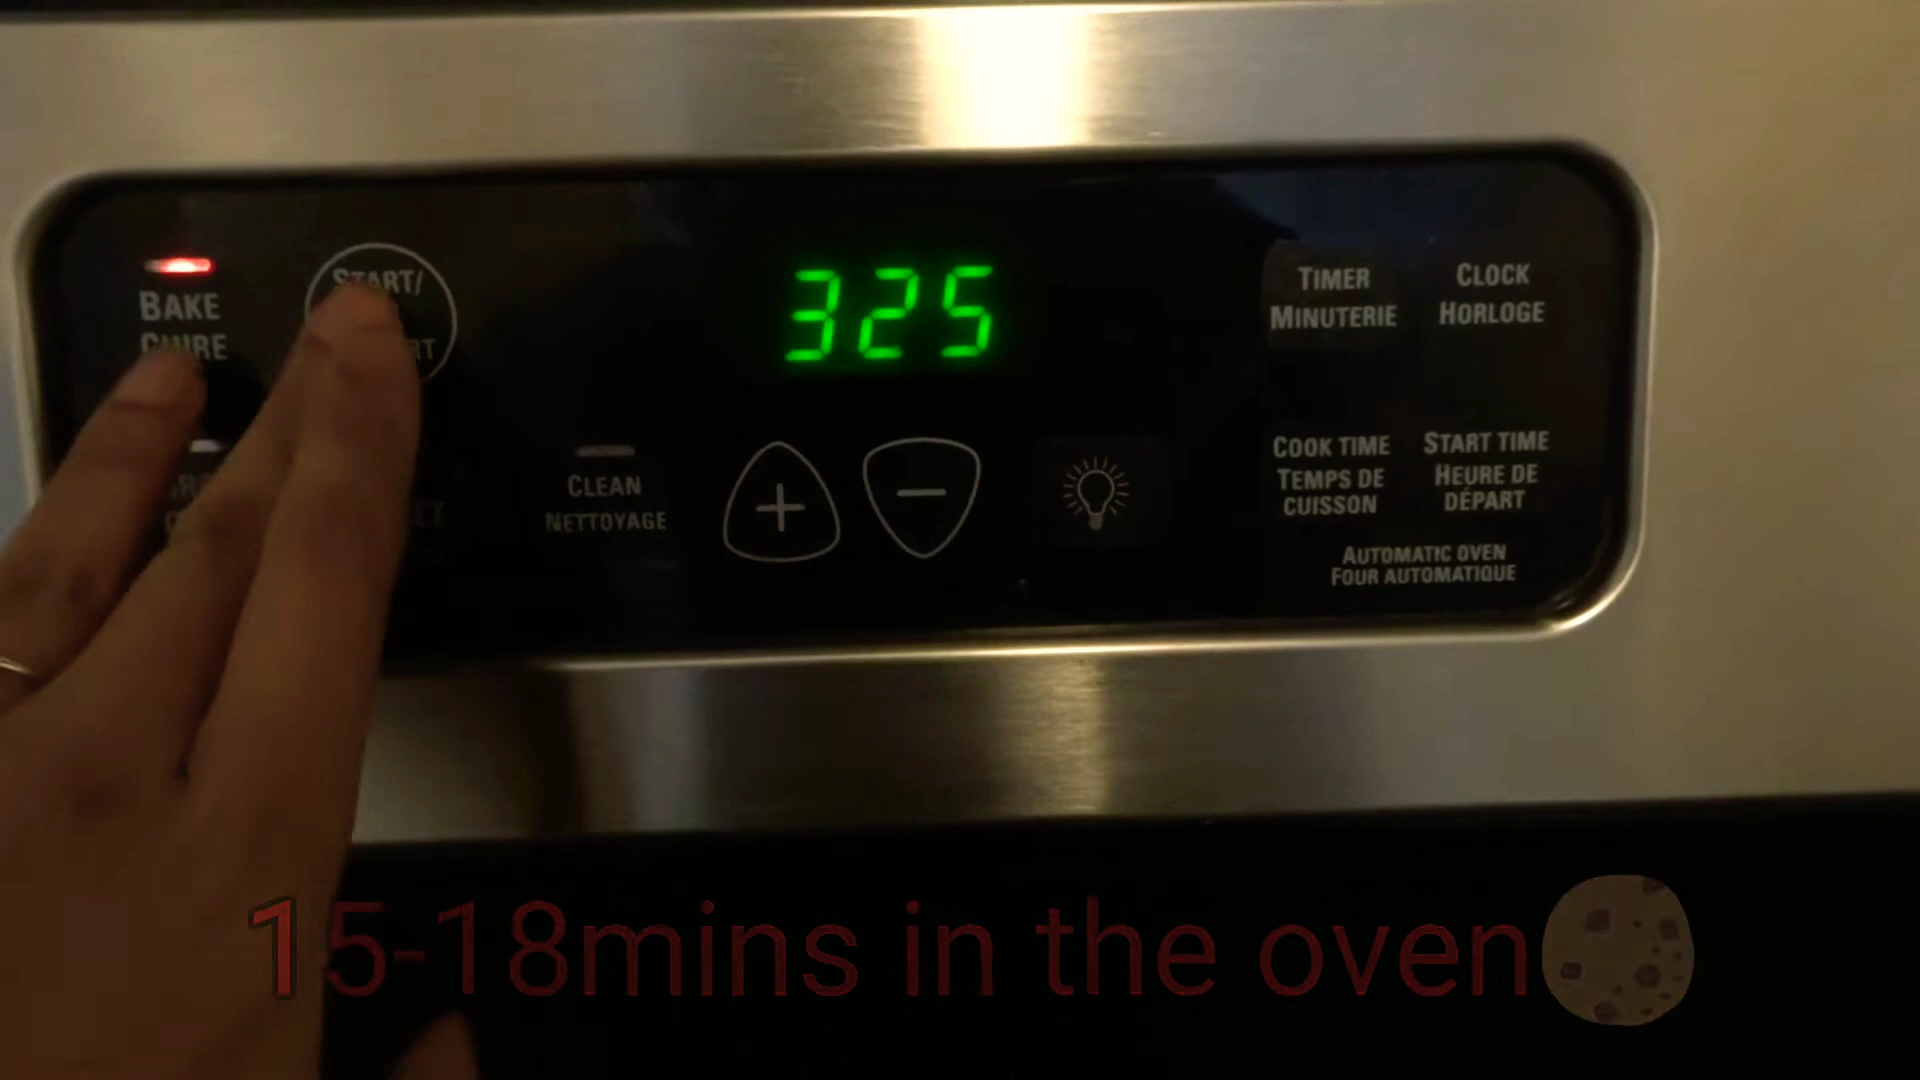 325
START/
BAKE
CUIRE
TIMER
MINUTERIE
CLOCK
HORLOGE
CLEAN
NETTOYAGE
+
−
COOK TIME
TEMPS DE
CUISSON
START TIME
HEURE DE
DÉPART
AUTOMATIC OVEN
FOUR AUTOMATIQUE
15-18mins in the oven